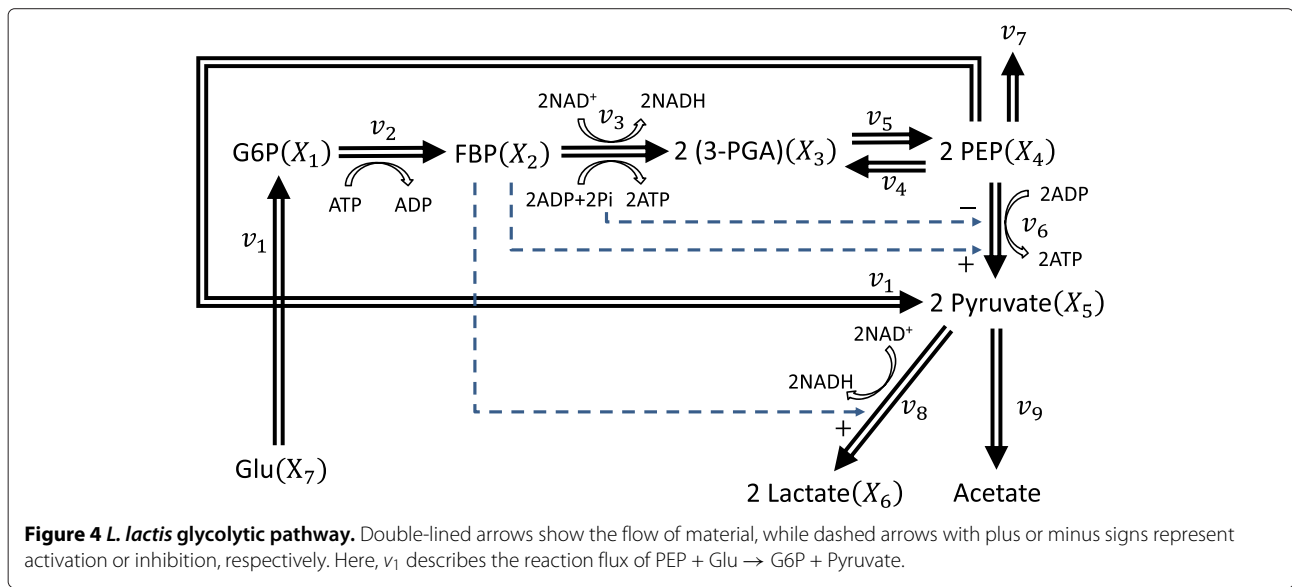 v₇
2NAD⁺ 2NADH
v₃
v₂ v₅
G6P(X₁) FBP(X₂) 2 (3-PGA)(X₃) 2 PEP(X₄)
v₄
ATP ADP 2ADP+2Pi 2ATP 2ADP
−
v₁ v₆
+ 2ATP
v₁ 2 Pyruvate(X₅)
2NAD⁺
2NADH
v₈ v₉
+
Glu(X₇)
2 Lactate(X₆) Acetate
Figure 4 L. lactis glycolytic pathway. Double-lined arrows show the flow of material, while dashed arrows with plus or minus signs represent
activation or inhibition, respectively. Here, v₁ describes the reaction flux of PEP + Glu → G6P + Pyruvate.